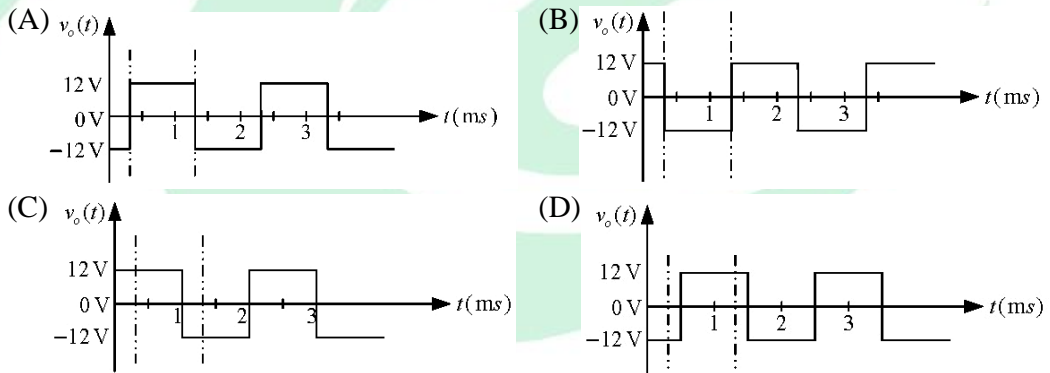 (A) v_o(t)
12 V
0 V
−12 V
1 2 3 t(ms)
(B) v_o(t)
12 V
0 V
−12 V
1 2 3 t(ms)
(C) v_o(t)
12 V
0 V
−12 V
1 2 3 t(ms)
(D) v_o(t)
12 V
0 V
−12 V
1 2 3 t(ms)